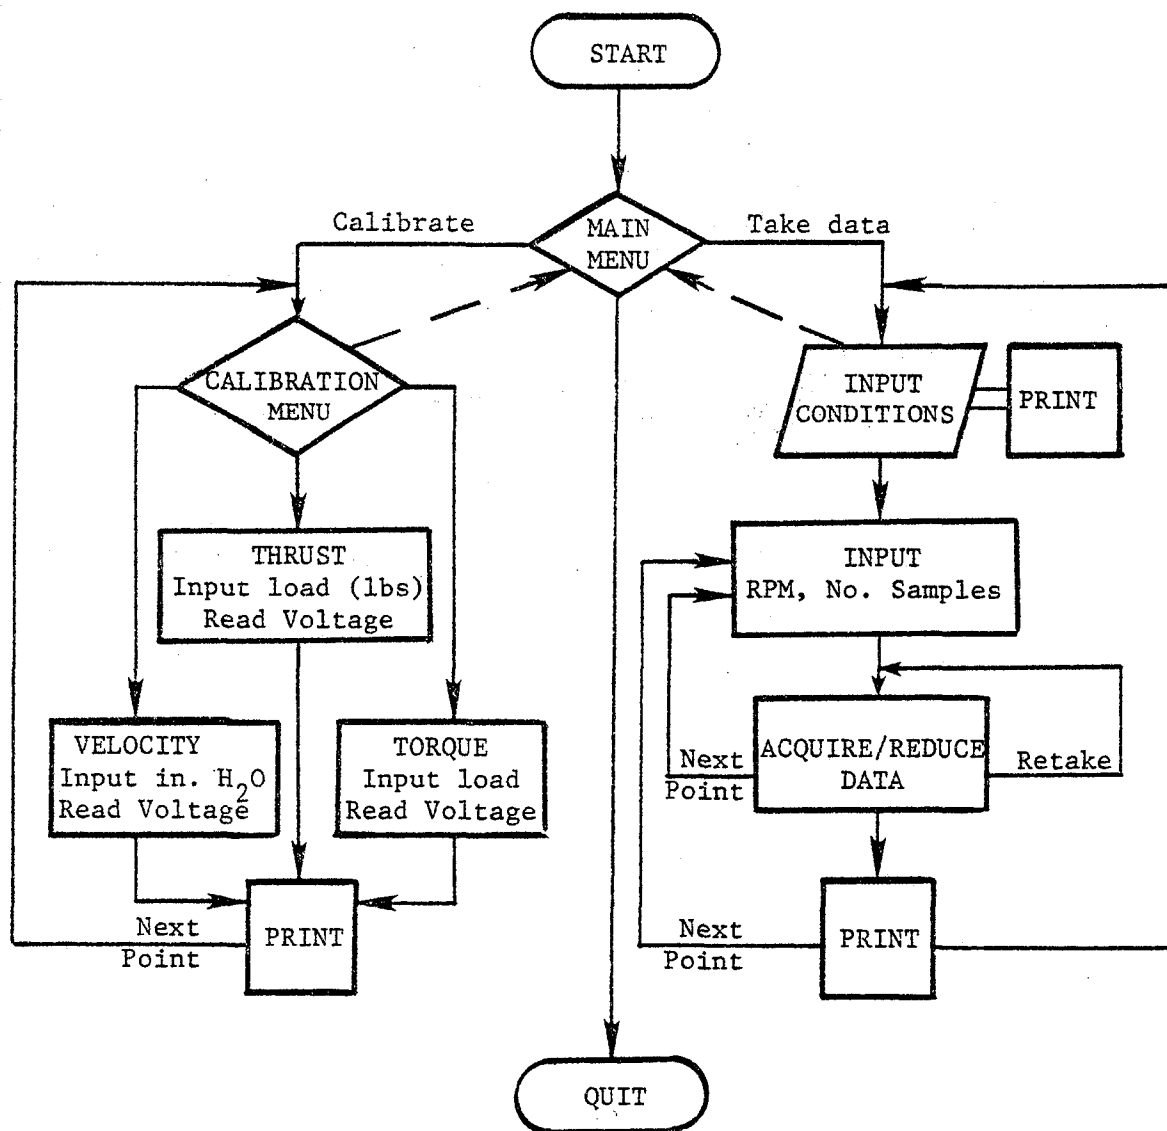 START
Calibrate
MAIN
MENU
Take data
CALIBRATION
MENU
INPUT
CONDITIONS
PRINT
THRUST
Input load (lbs)
Read Voltage
INPUT
RPM, No. Samples
VELOCITY
Input in. H₂O
Read Voltage
TORQUE
Input load
Read Voltage
Next
Point
ACQUIRE/REDUCE
DATA
Retake
Next
Point
PRINT
Next
Point
PRINT
QUIT